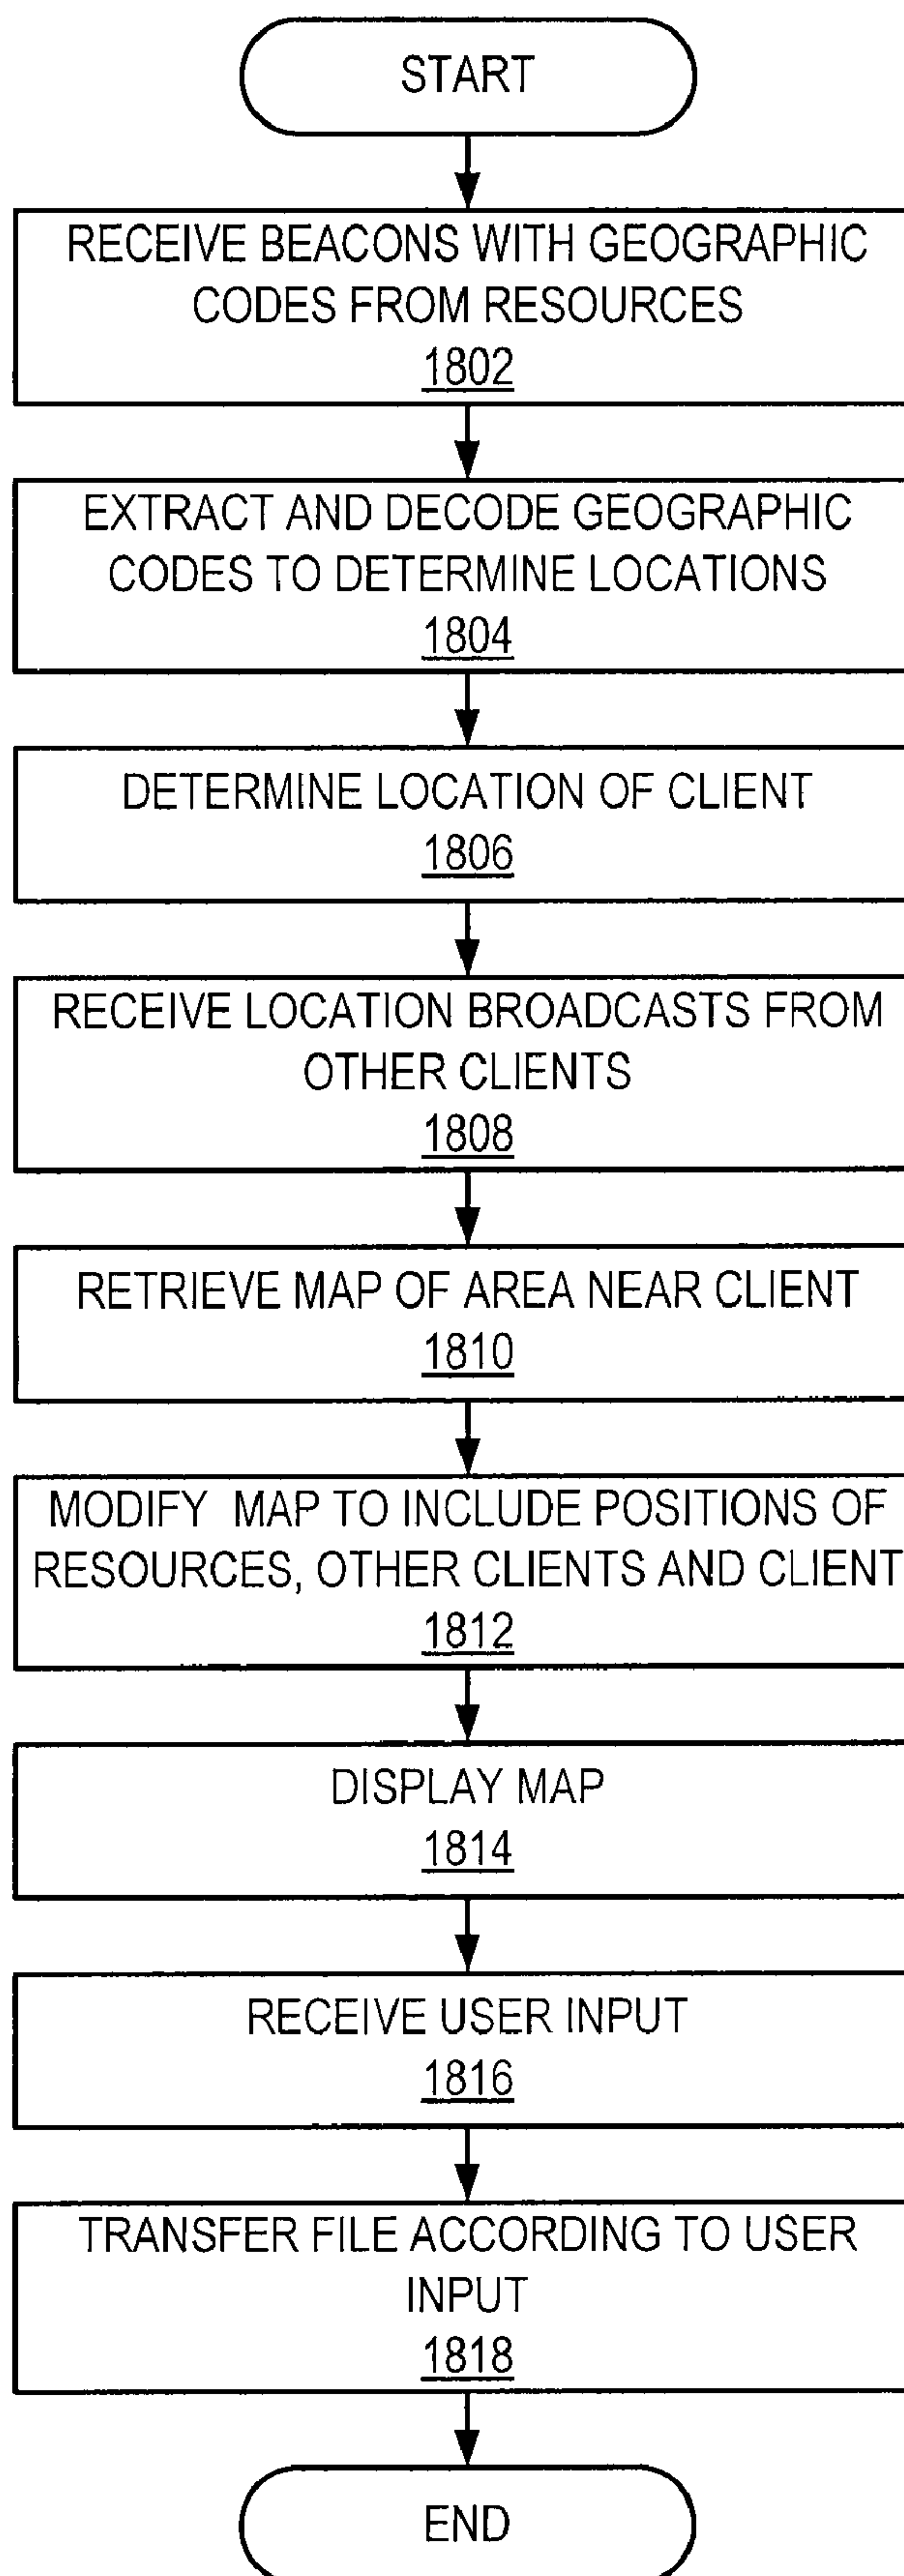 START
RECEIVE BEACONS WITH GEOGRAPHIC
CODES FROM RESOURCES
1802
EXTRACT AND DECODE GEOGRAPHIC
CODES TO DETERMINE LOCATIONS
1804
DETERMINE LOCATION OF CLIENT
1806
RECEIVE LOCATION BROADCASTS FROM
OTHER CLIENTS
1808
RETRIEVE MAP OF AREA NEAR CLIENT
1810
MODIFY MAP TO INCLUDE POSITIONS OF
RESOURCES, OTHER CLIENTS AND CLIENT
1812
DISPLAY MAP
1814
RECEIVE USER INPUT
1816
TRANSFER FILE ACCORDING TO USER
INPUT
1818
END